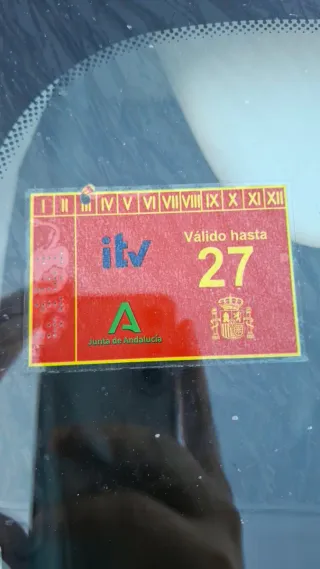 I II III IV V VI VII VIII IX X XI XII
itv
Válido hasta
27
Junta de Andalucía